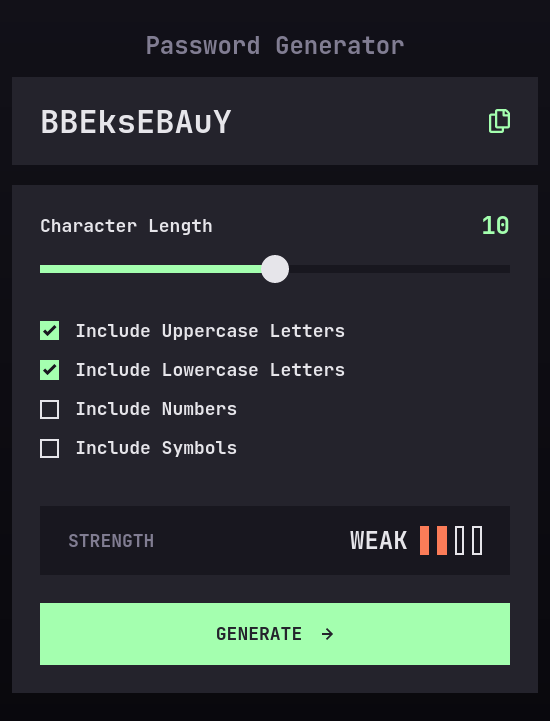 Password Generator
BBEksEBAuY
Character Length 10
Include Uppercase Letters
Include Lowercase Letters
Include Numbers
Include Symbols
STRENGTH WEAK
GENERATE →